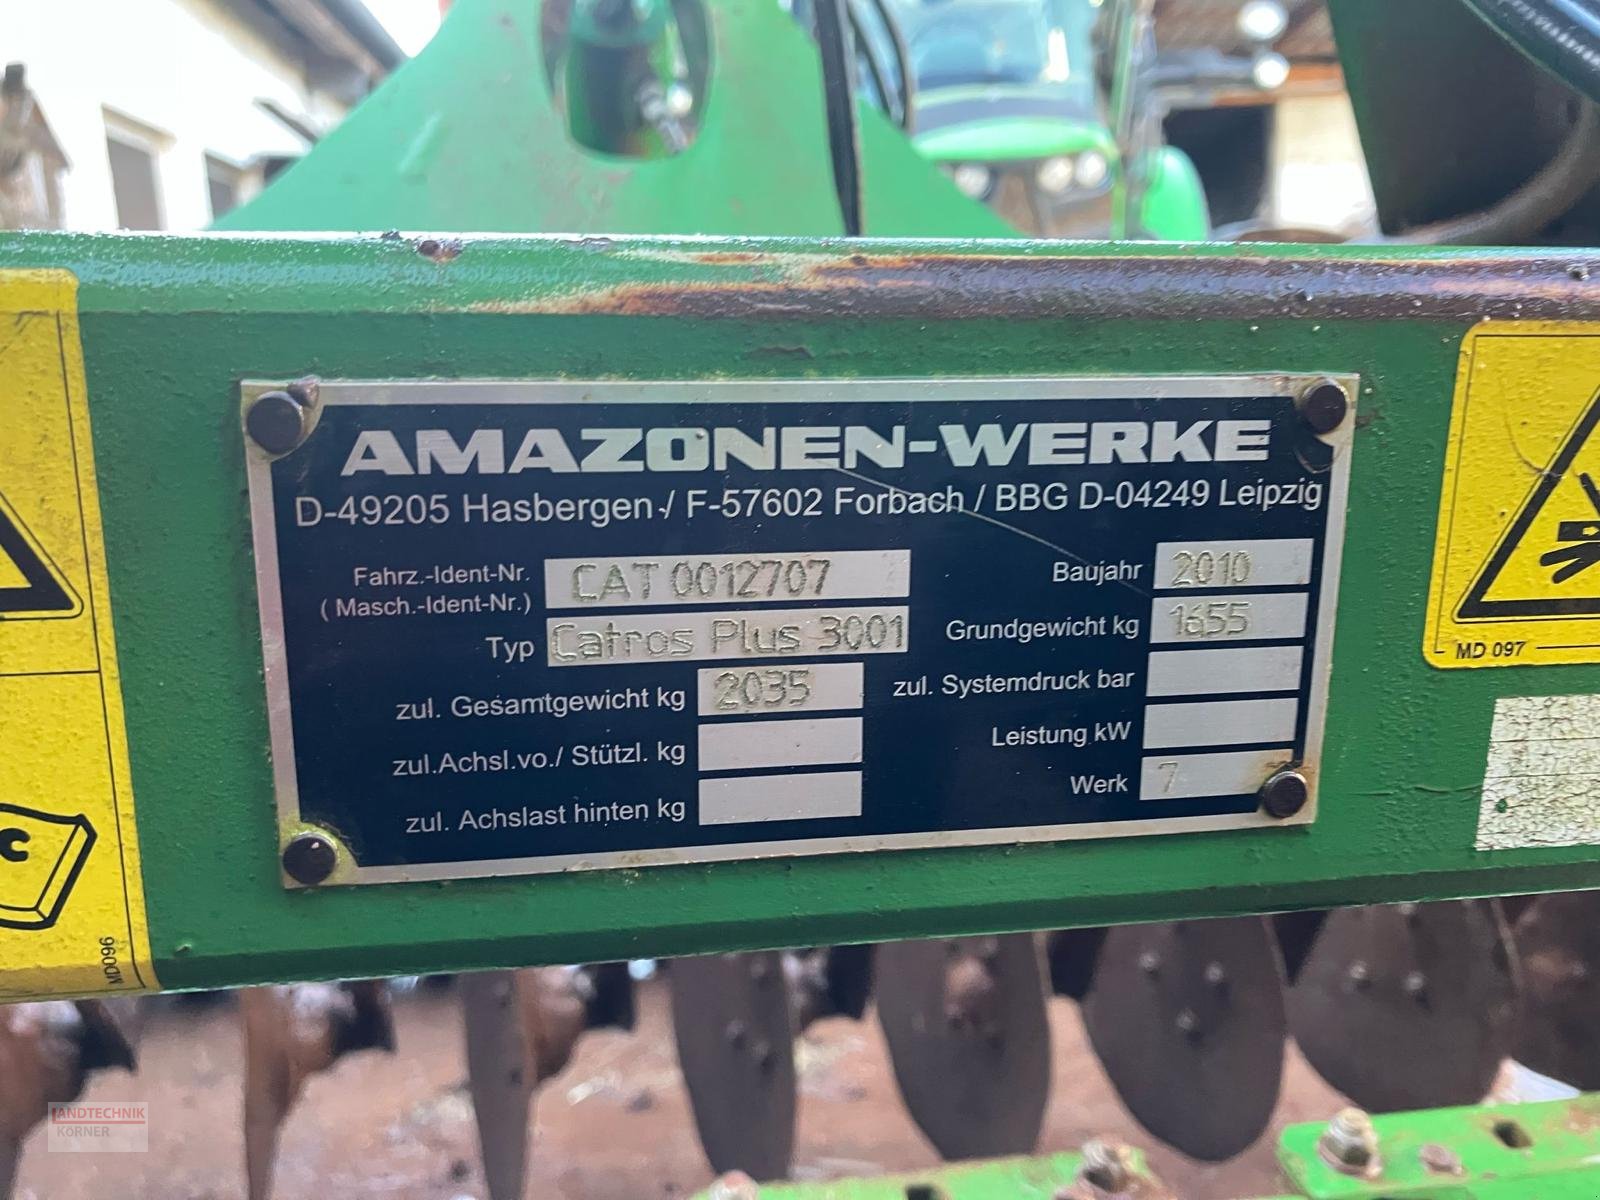 AMAZONEN-WERKE
D-49205 Hasbergen / F-57602 Forbach / BBG D-04249 Leipzig
Fahrz.-Ident-Nr. CAT0012707
(Masch.-Ident-Nr.)
Typ Catros Plus 3001
zul. Gesamtgewicht kg 2035
zul.Achsl.vo./ Stützl. kg
zul. Achslast hinten kg
Baujahr 2010
Grundgewicht kg 1655
zul. Systemdruck bar
Leistung kW
Werk 7
MD 097
C
MD096
LANDTECHNIK
KÖRNER